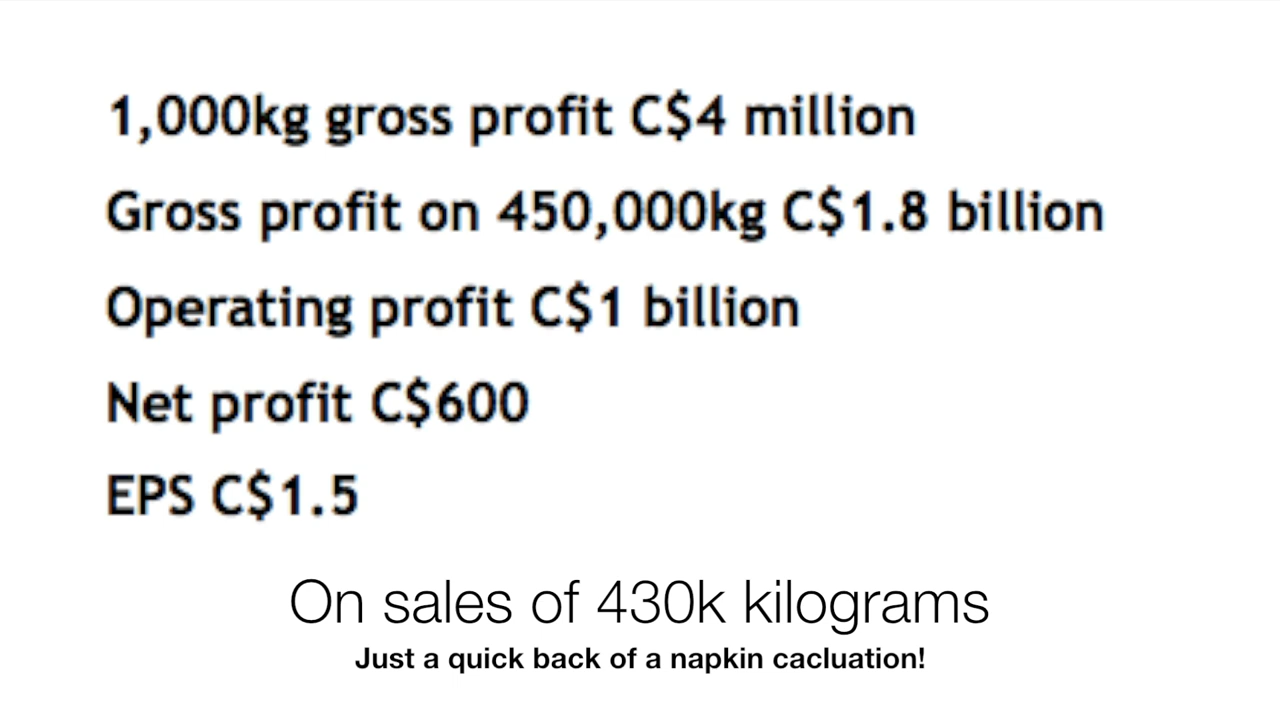 1,000kg gross profit C$4 million
Gross profit on 450,000kg C$1.8 billion
Operating profit C$1 billion
Net profit C$600
EPS C$1.5
On sales of 430k kilograms
Just a quick back of a napkin cacluation!